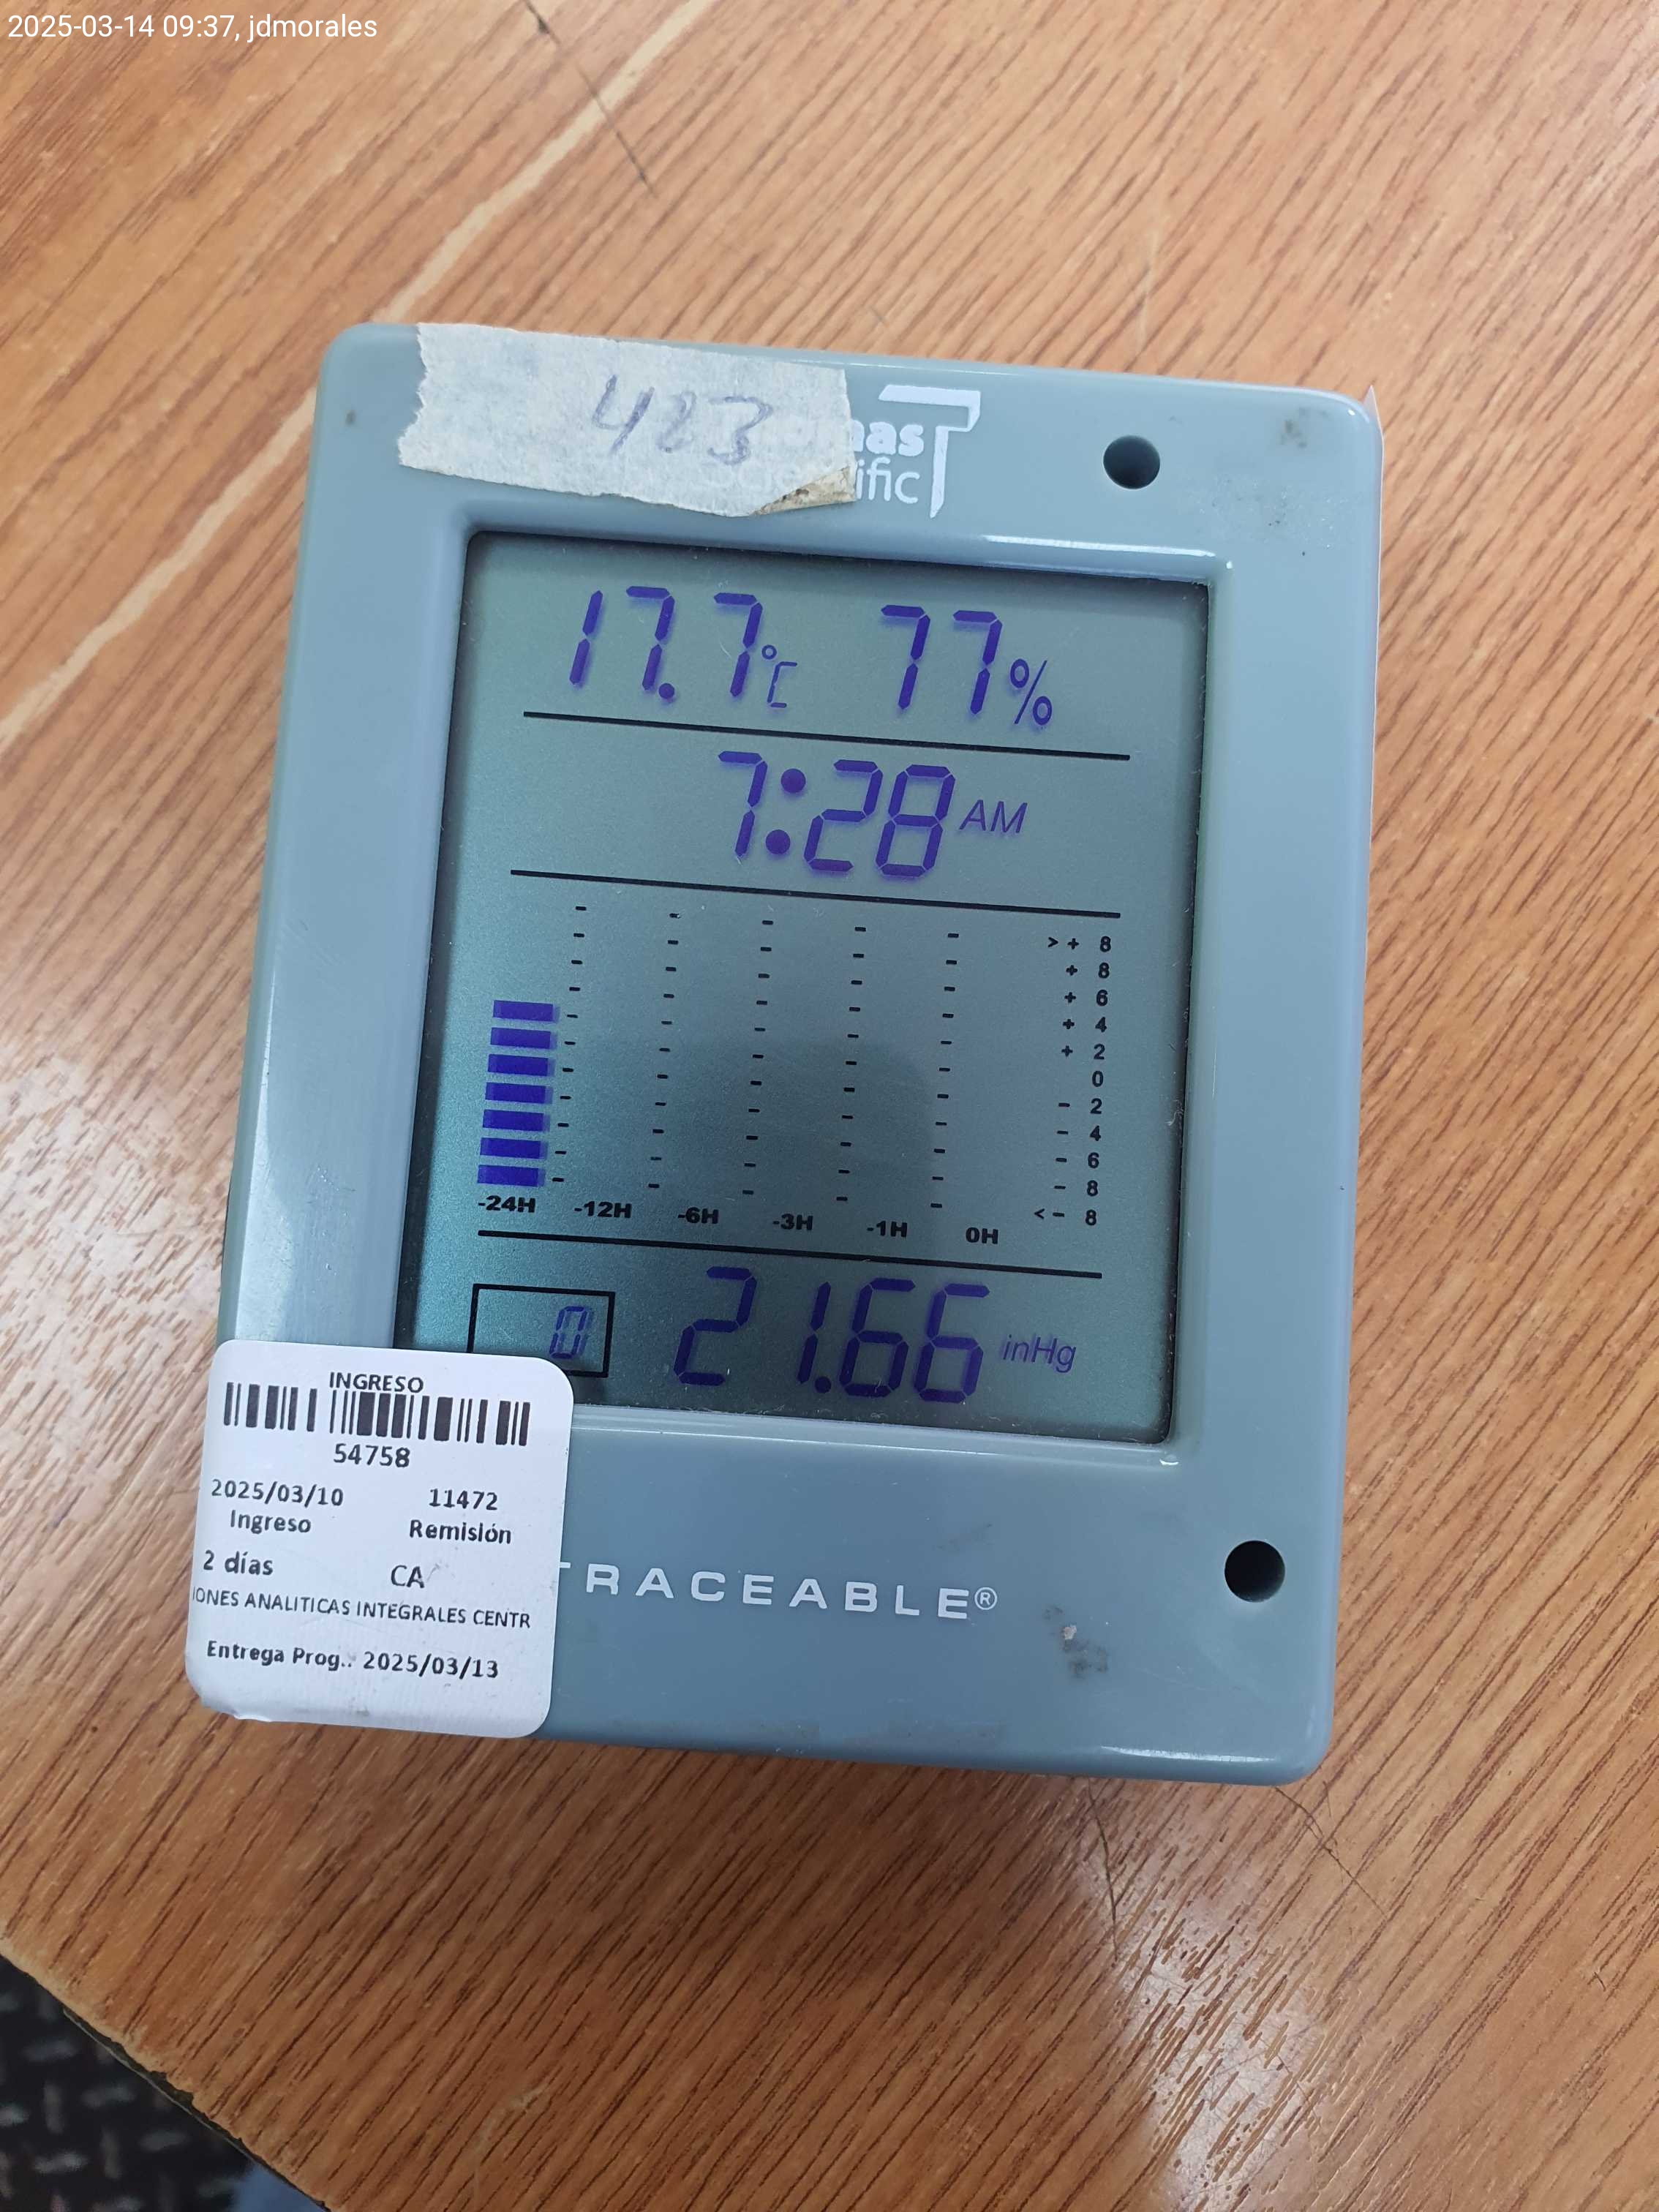 2025-03-14 09:37, jdmorales
423
Scientific
17.7°C 77%
7:28 AM
>+ 8
+ 8
+ 6
+ 4
+ 2
0
- 2
- 4
- 6
- 8
<- 8
-24H -12H -6H -3H -1H 0H
0 21.66 inHg
INGRESO
54758
2025/03/10 11472
Ingreso Remisión
2 días CA
IONES ANALITICAS INTEGRALES CENTR
Entrega Prog.: 2025/03/13
TRACEABLE®